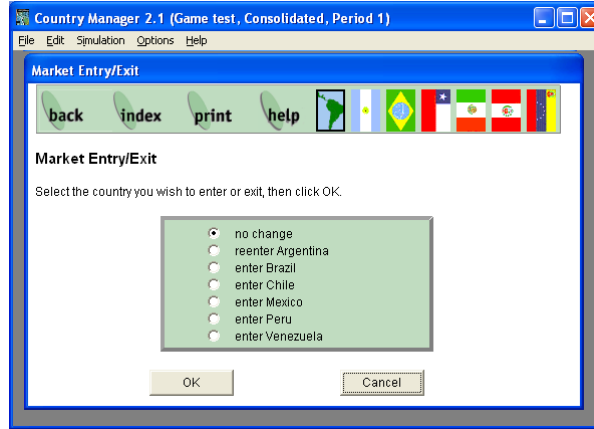 Country Manager 2.1 (Game test, Consolidated, Period 1)
File Edit Simulation Options Help
Market Entry/Exit
back index print help
Market Entry/Exit
Select the country you wish to enter or exit, then click OK.
no change
reenter Argentina
enter Brazil
enter Chile
enter Mexico
enter Peru
enter Venezuela
OK Cancel